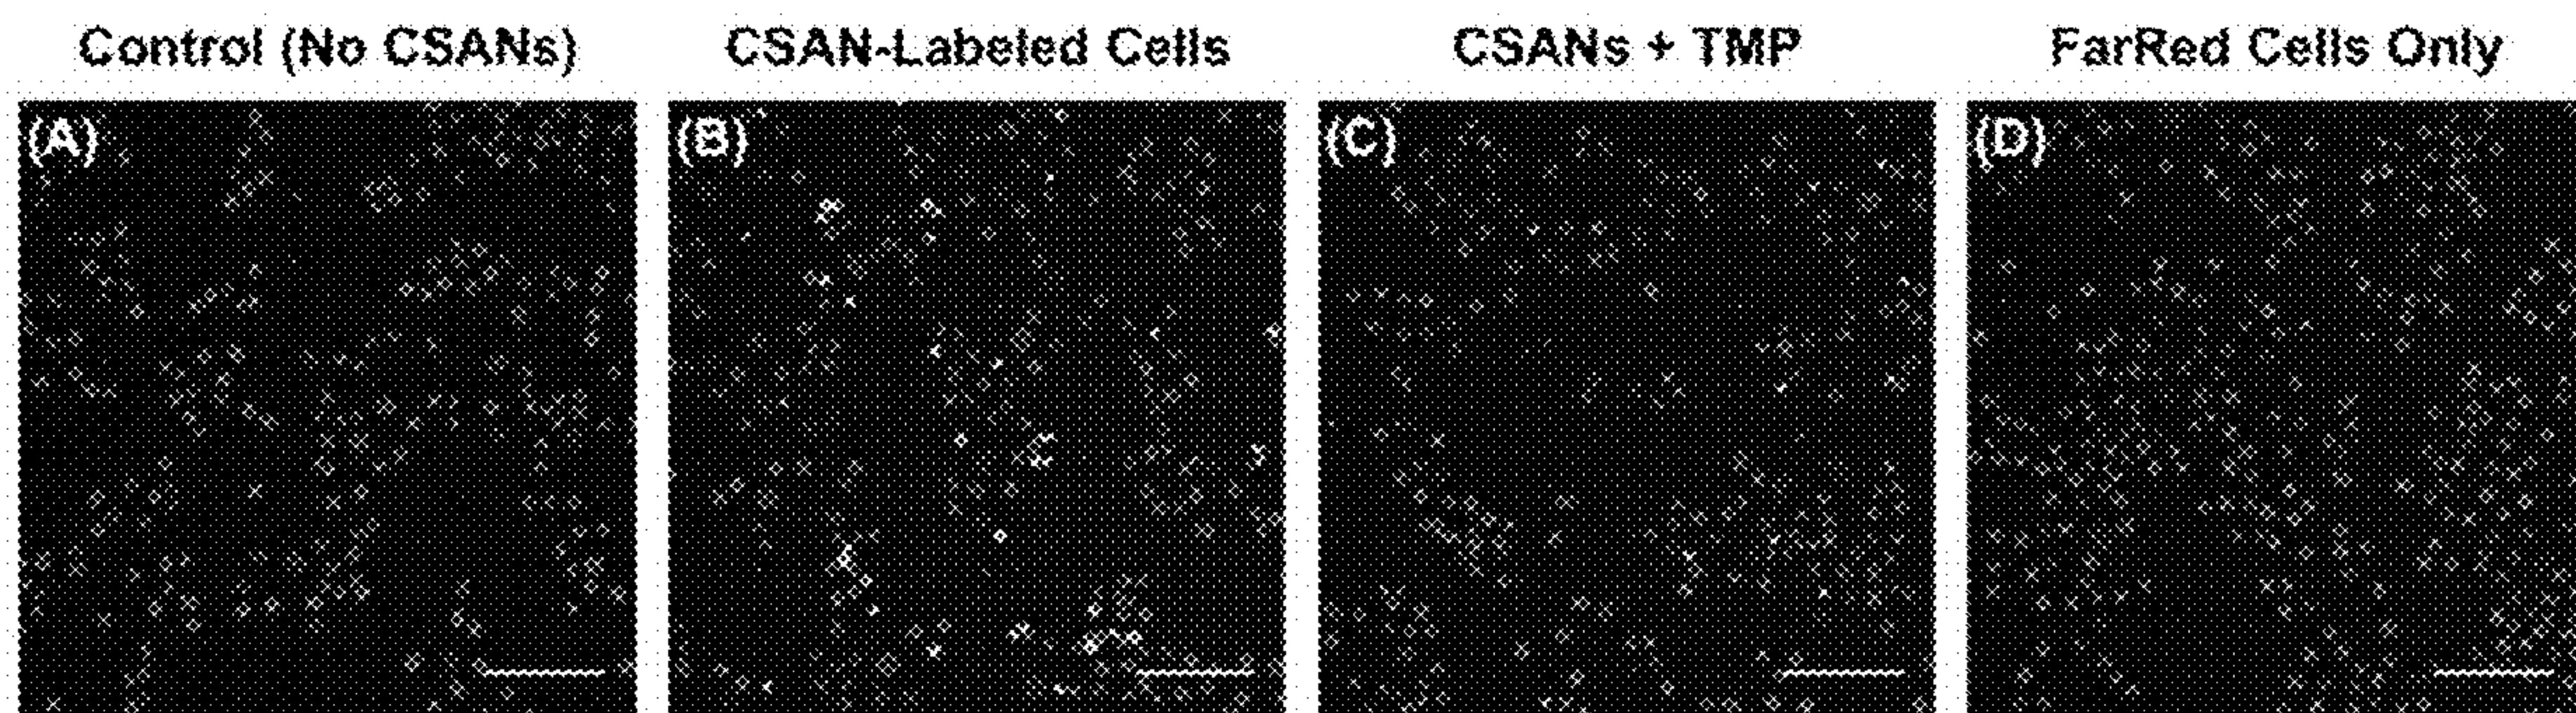 Control (No CSANs)
CSAN-Labeled Cells
CSANs + TMP
FarRed Cells Only
(A)
(B)
(C)
(D)